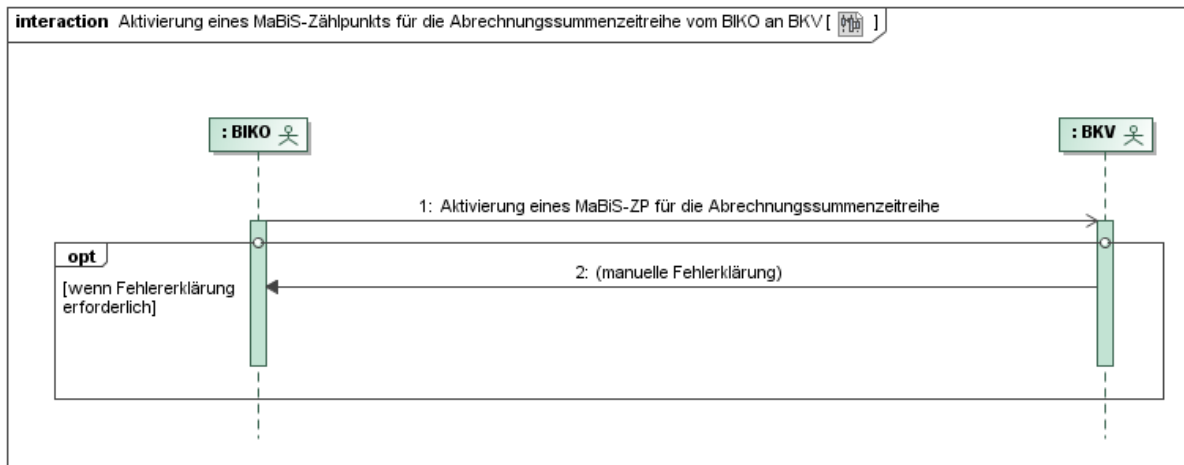 interaction Aktivierung eines MaBiS-Zählpunkts für die Abrechnungssummenzeitreihe vom BIKO an BKV[ ]
: BIKO
: BKV
1: Aktivierung eines MaBiS-ZP für die Abrechnungssummenzeitreihe
opt
2: (manuelle Fehlerklärung)
[wenn Fehlererklärung
erforderlich]